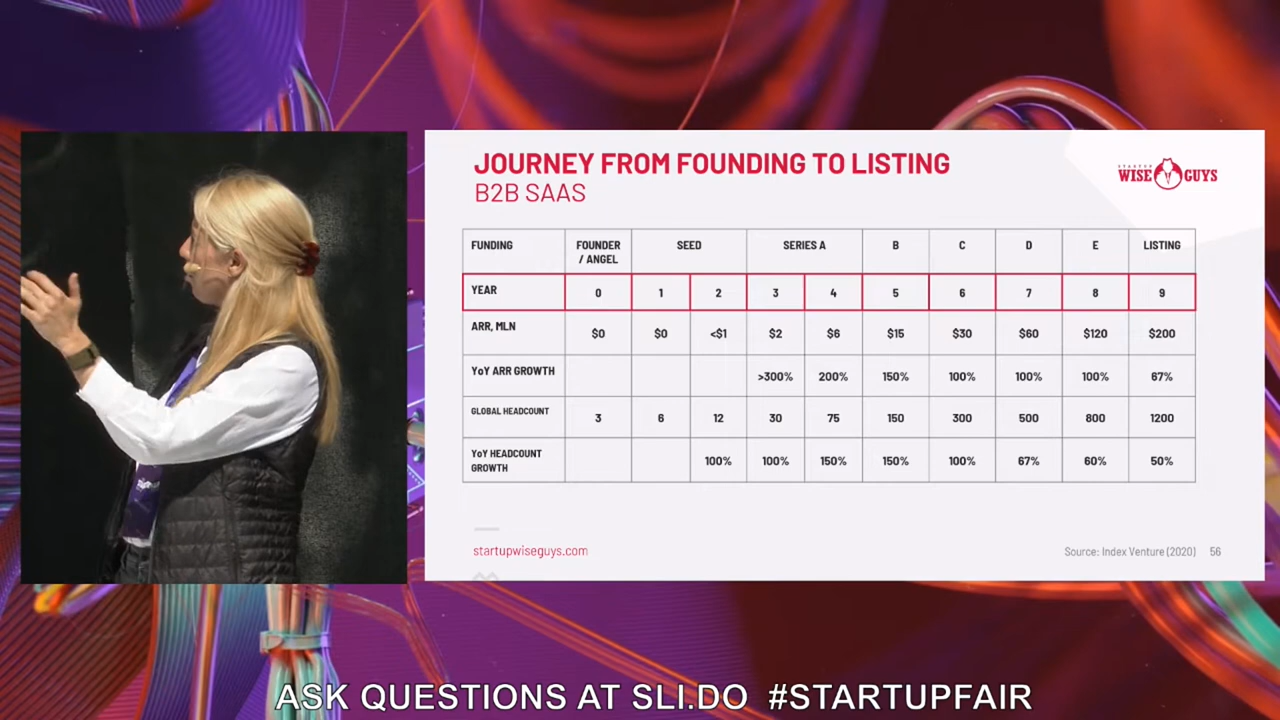 JOURNEY FROM FOUNDING TO LISTING
B2B SAAS
STARTUP
WISE GUYS
FUNDING FOUNDER / ANGEL SEED SERIES A B C D E LISTING
YEAR 0 1 2 3 4 5 6 7 8 9
ARR, MLN $0 $0 <$1 $2 $6 $15 $30 $60 $120 $200
YoY ARR GROWTH >300% 200% 150% 100% 100% 100% 67%
GLOBAL HEADCOUNT 3 6 12 30 75 150 300 500 800 1200
YoY HEADCOUNT GROWTH 100% 100% 150% 150% 100% 67% 60% 50%
startupwiseguys.com
Source: Index Venture (2020) 56
ASK QUESTIONS AT SLI.DO #STARTUPFAIR